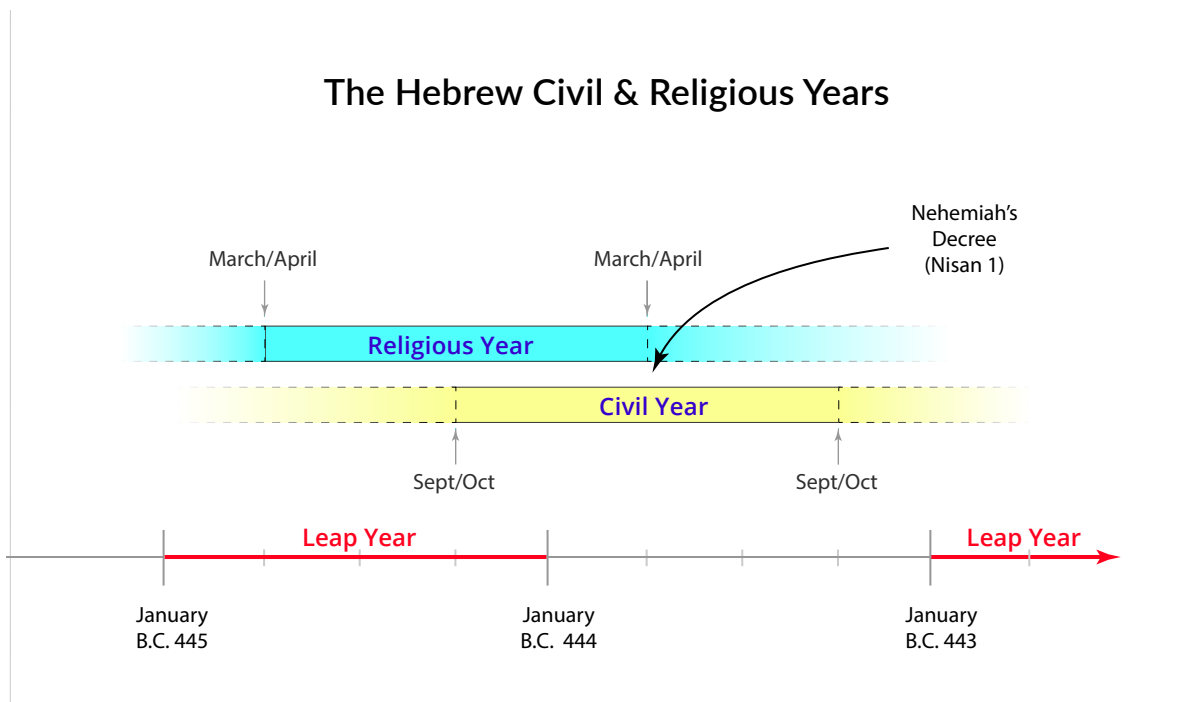 The Hebrew Civil & Religious Years
Nehemiah's
Decree
(Nisan 1)
March/April
March/April
Religious Year
Civil Year
Sept/Oct
Sept/Oct
Leap Year
Leap Year
January
B.C. 445
January
B.C. 444
January
B.C. 443